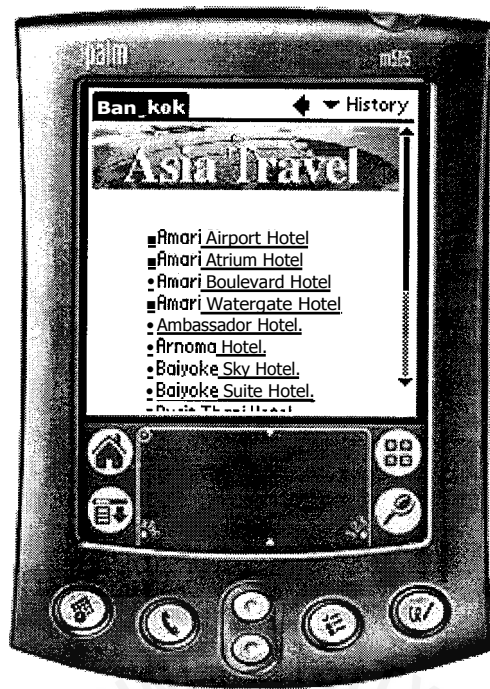 palm
m515
Ban_kok
History
Asia Travel
Amari Airport Hotel
Amari Atrium Hotel
Amari Boulevard Hotel
Amari Watergate Hotel
Ambassador Hotel.
Arnoma Hotel.
Baiyoke Sky Hotel.
Baiyoke Suite Hotel.